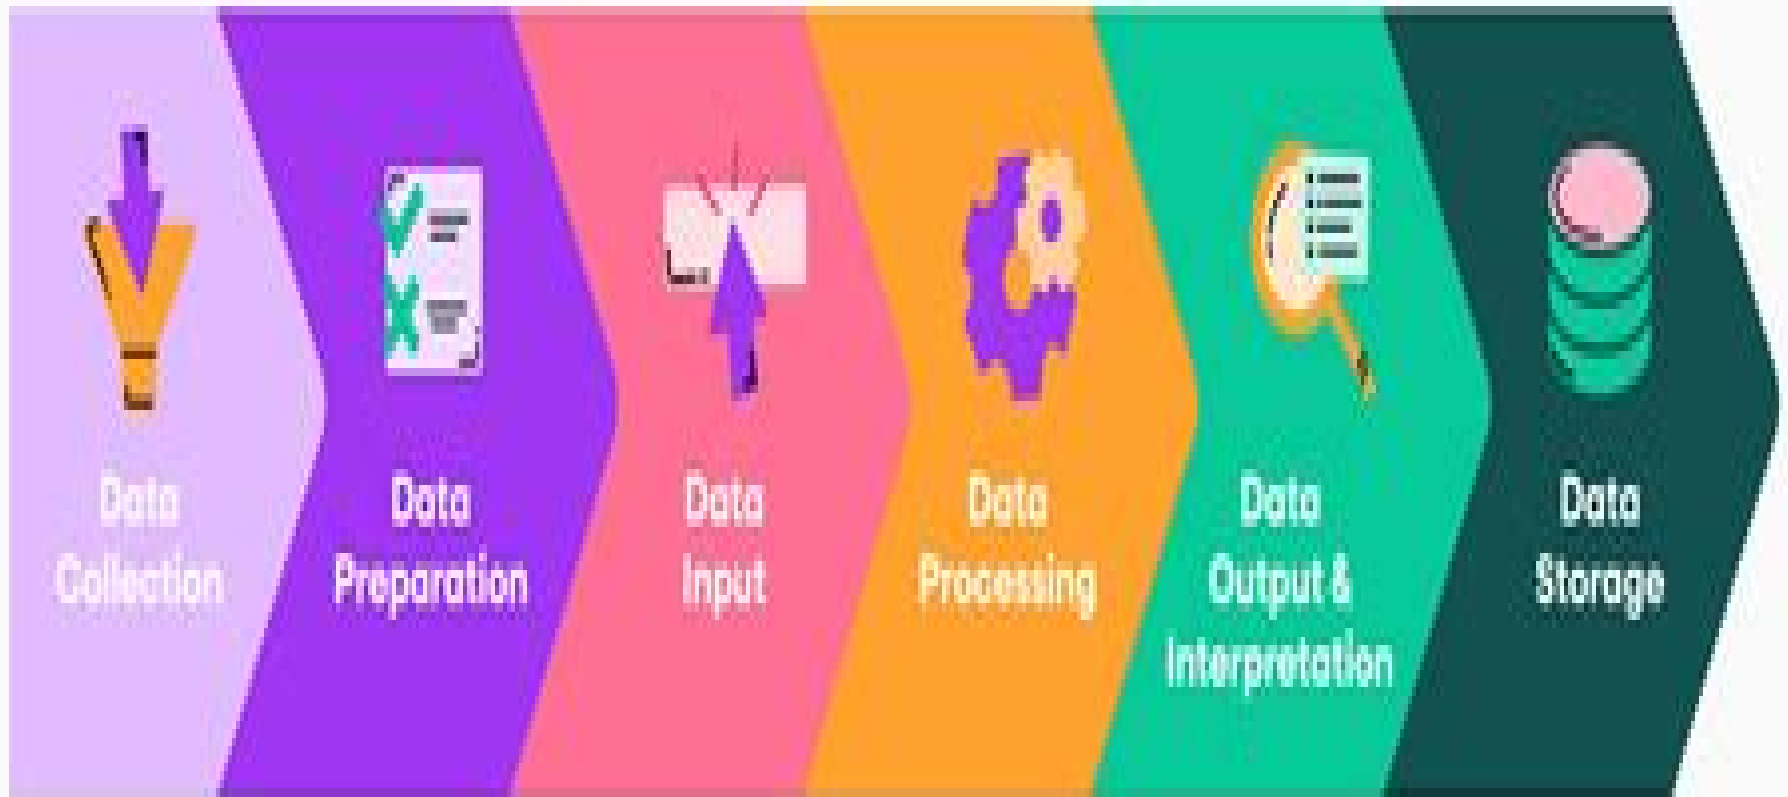 Data
Collection
Data
Preparation
Data
Input
Data
Processing
Data
Output &
Interpretation
Data
Storage